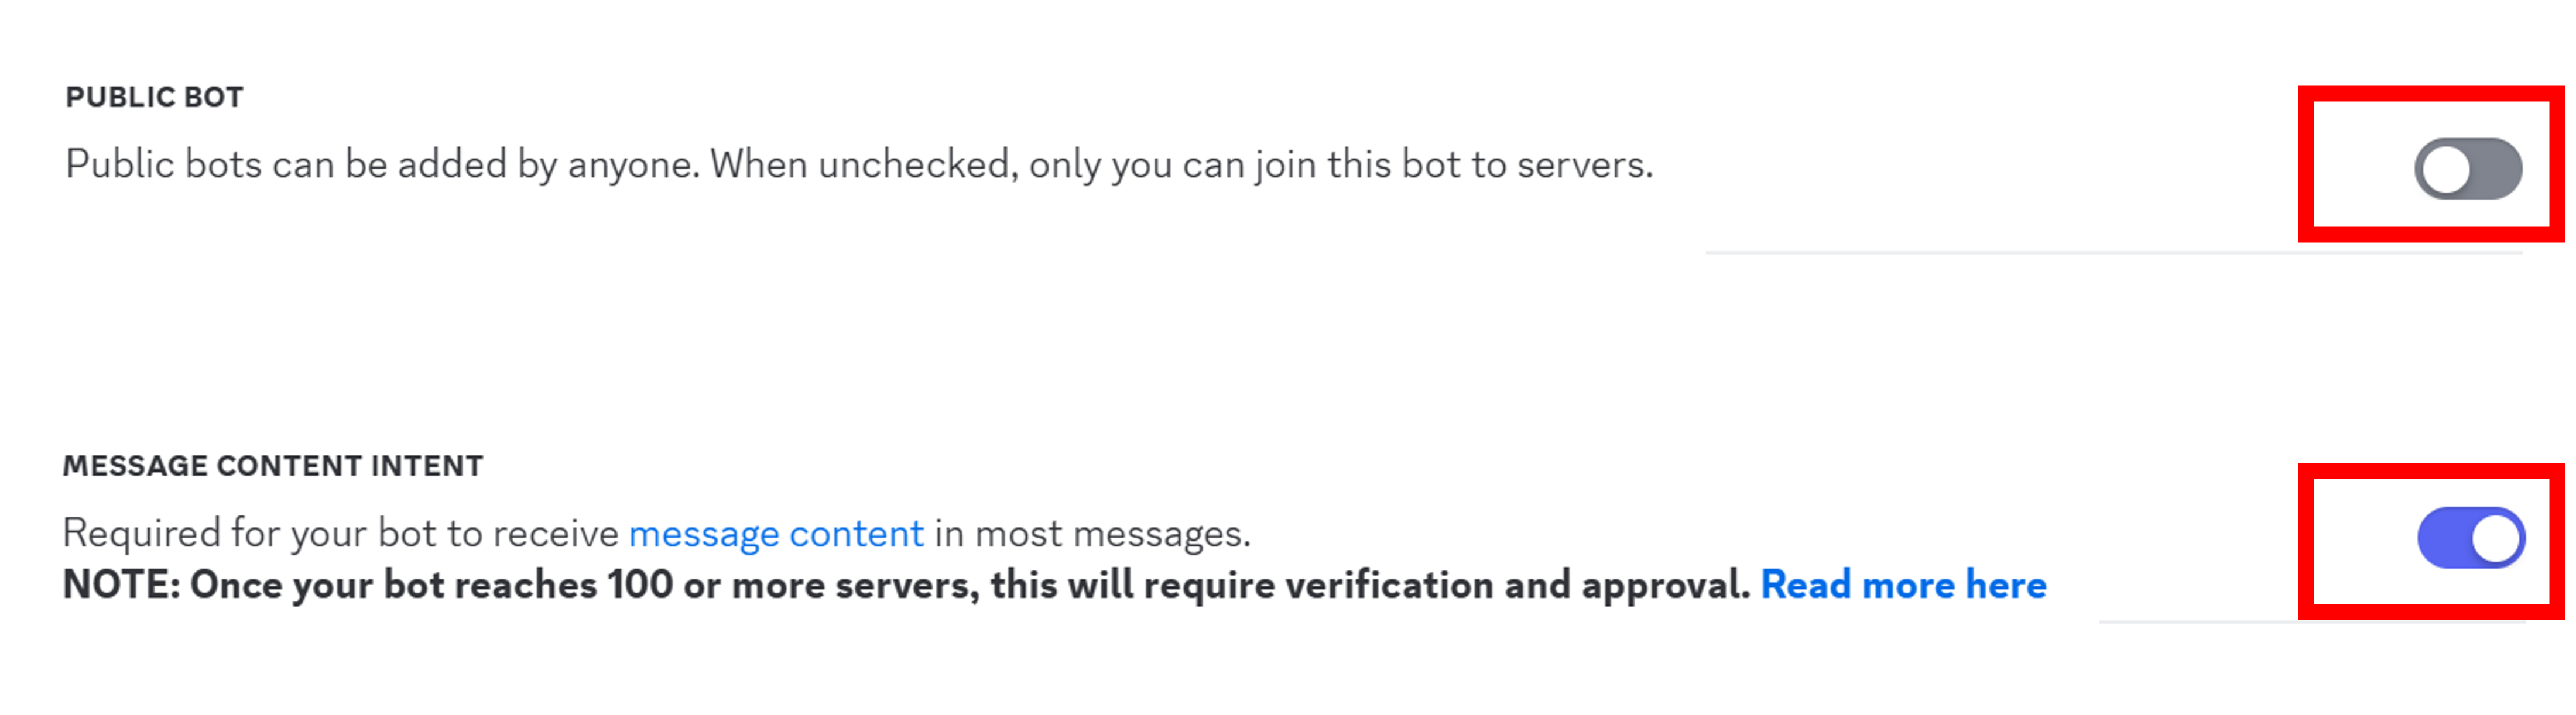 PUBLIC BOT
Public bots can be added by anyone. When unchecked, only you can join this bot to servers.
MESSAGE CONTENT INTENT
Required for your bot to receive message content in most messages.
NOTE: Once your bot reaches 100 or more servers, this will require verification and approval. Read more here